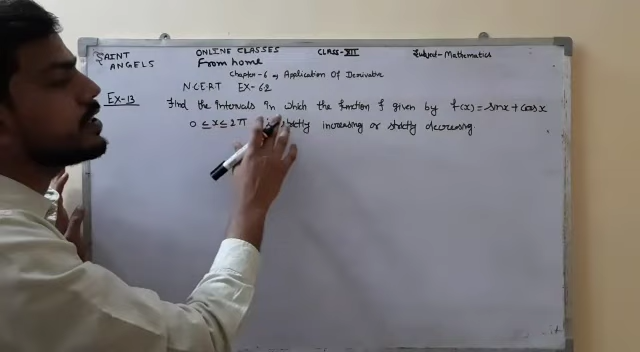 SAINT ANGELS
ONLINE CLASSES From home
CLASS-XII
Subject-Mathematics
Chapter-6, Application Of Derivative
NCERT EX-6.2
EX-13
Find the intervals in which the function f given by f(x) = sinx + cosx
0 ≤ x ≤ 2π is strictly increasing or strictly decreasing.